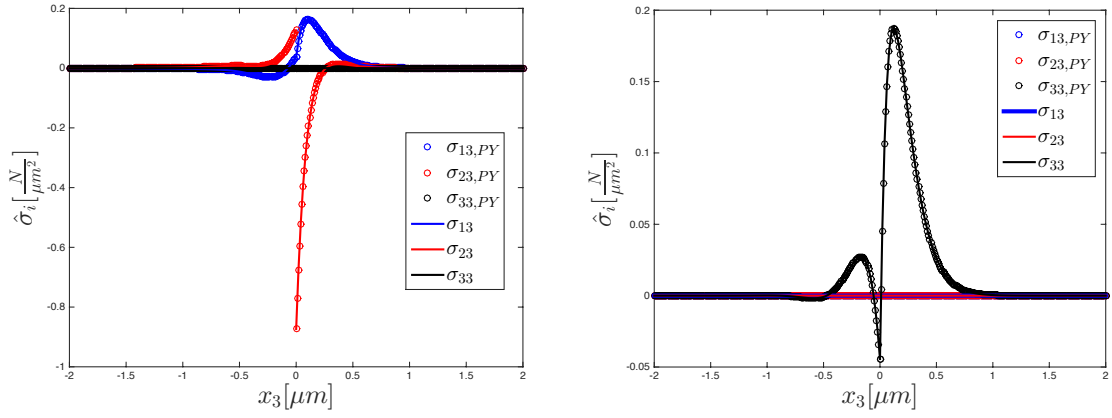 0.2
0
-0.2
-0.4
-0.6
-0.8
-1
σ̂_i[N/μm²]
σ_{13,PY}
σ_{23,PY}
σ_{33,PY}
σ_{13}
σ_{23}
σ_{33}
-2 -1.5 -1 -0.5 0 0.5 1 1.5 2
x_3[μm]
0.2
0.15
0.1
0.05
0
-0.05
σ̂_i[N/μm²]
σ_{13,PY}
σ_{23,PY}
σ_{33,PY}
σ_{13}
σ_{23}
σ_{33}
-2 -1.5 -1 -0.5 0 0.5 1 1.5 2
x_3[μm]